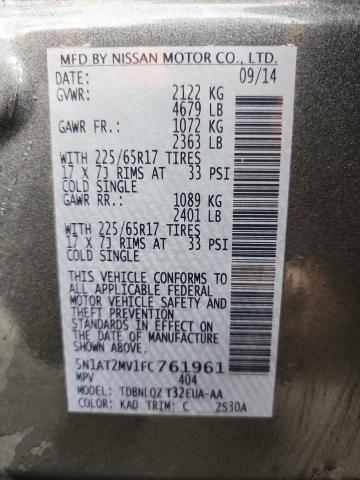 MFD BY NISSAN MOTOR CO., LTD.
DATE: 09/14
GVWR: 2122 KG
4679 LB
GAWR FR.: 1072 KG
2363 LB
WITH 225/65R17 TIRES
17 X 7J RIMS AT 33 PSI
COLD SINGLE
GAWR RR.: 1089 KG
2401 LB
WITH 225/65R17 TIRES
17 X 7J RIMS AT 33 PSI
COLD SINGLE
THIS VEHICLE CONFORMS TO
ALL APPLICABLE FEDERAL
MOTOR VEHICLE SAFETY AND
THEFT PREVENTION
STANDARDS IN EFFECT ON
THE DATE OF MANUFACTURE
SHOWN ABOVE.
5N1AT2MV1FC761961
MPV 404
MODEL: TDBNLQZ T32EUA-AA
COLOR: KAD TRIM: C 2S30A